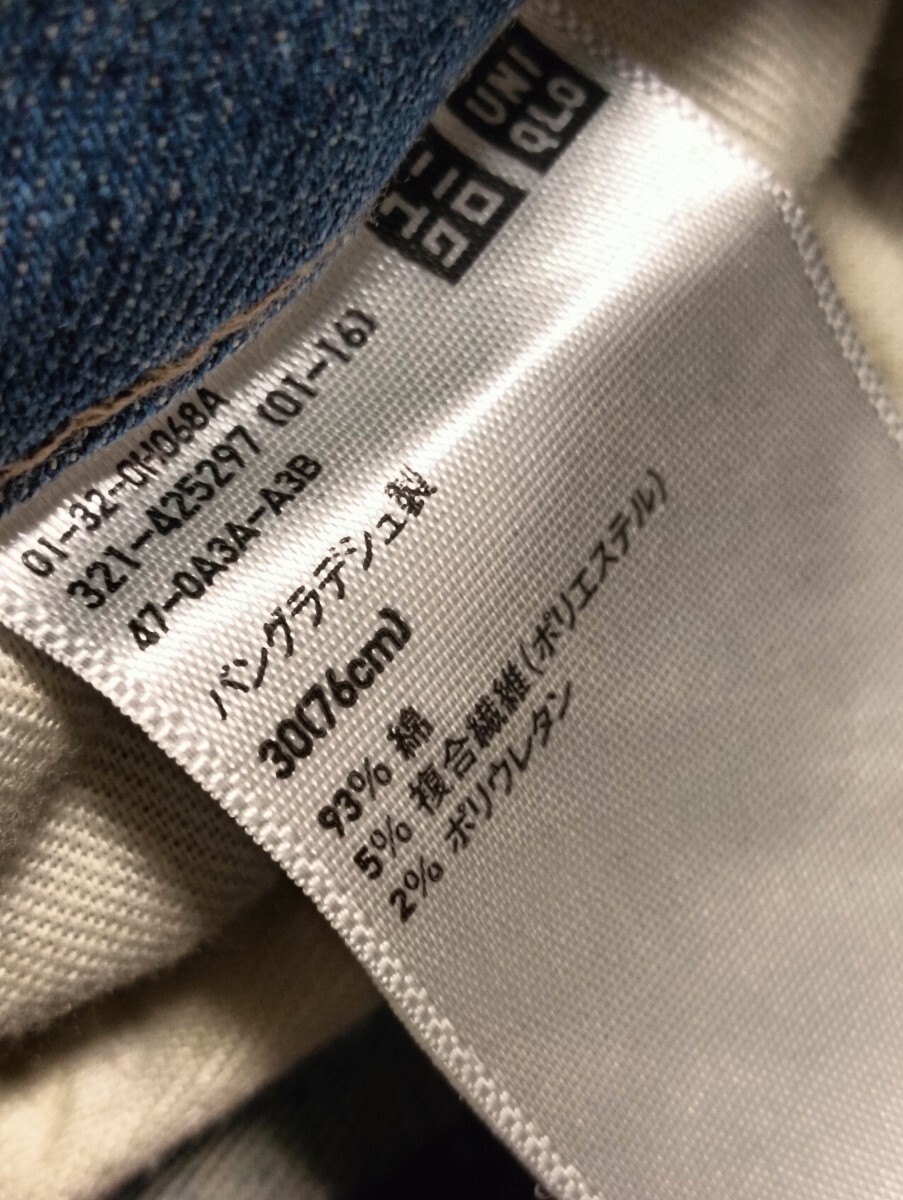 UNI
QLO
ユニ
クロ
01-32-0H068A
321-425297 (01-16)
47-0A3A-A3B
バングラデシュ製
30(76cm)
93% 綿
5% 複合繊維(ポリエステル)
2% ポリウレタン